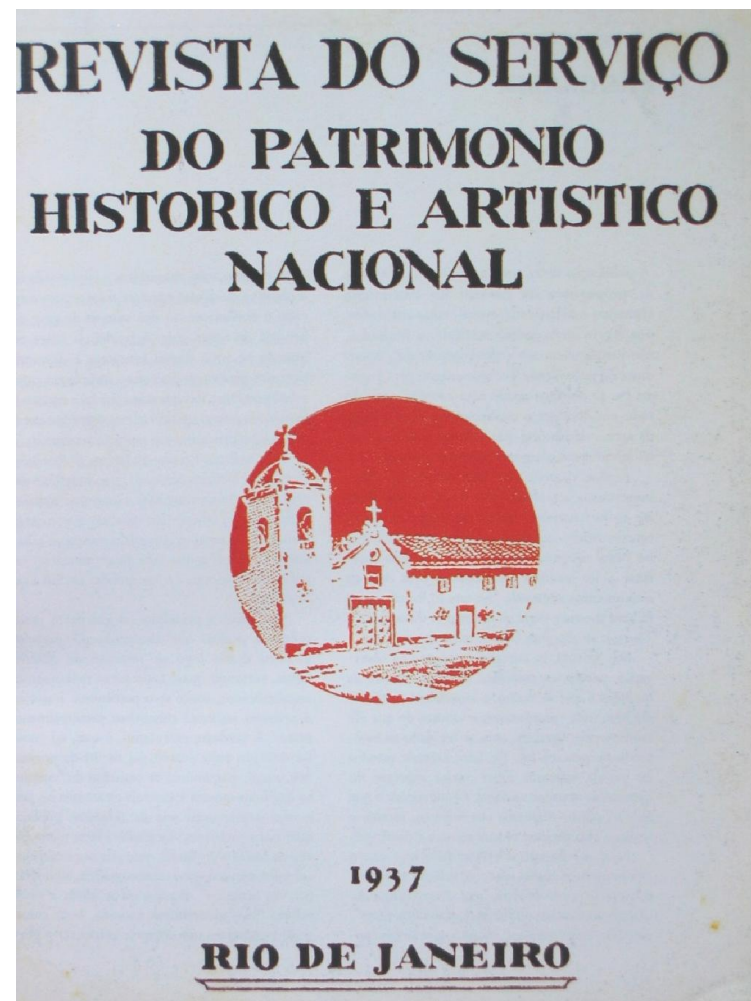 REVISTA DO SERVIÇO
DO PATRIMONIO
HISTORICO E ARTISTICO
NACIONAL
1937
RIO DE JANEIRO